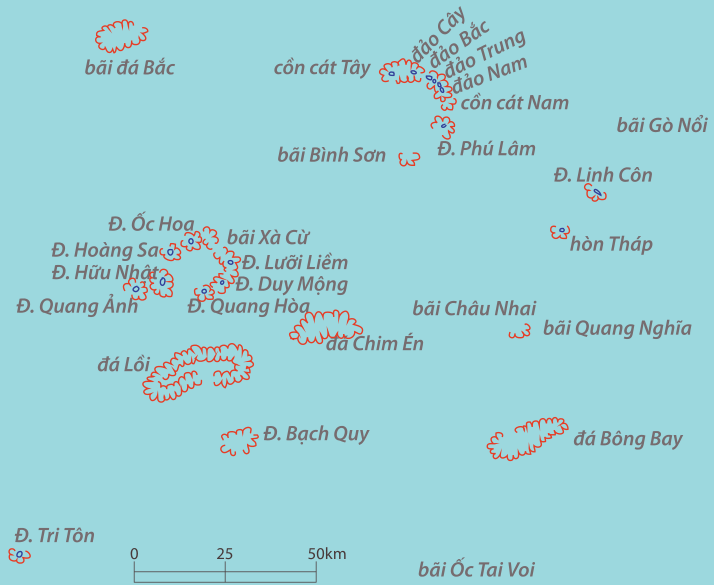 đảo Cây
đảo Bắc
đảo Trung
đảo Nam
bãi đá Bắc
cồn cát Tây
cồn cát Nam
bãi Gò Nổi
bãi Bình Sơn
Đ. Phú Lâm
Đ. Linh Côn
Đ. Ốc Hoa
bãi Xà Cừ
hòn Tháp
Đ. Hoàng Sa
Đ. Lưỡi Liềm
Đ. Hữu Nhật
Đ. Duy Mộng
Đ. Quang Ảnh
Đ. Quang Hòa
bãi Châu Nhai
bãi Quang Nghĩa
đá Chim Én
đá Lồi
Đ. Bạch Quy
đá Bông Bay
Đ. Tri Tôn
0 25 50km
bãi Ốc Tai Voi